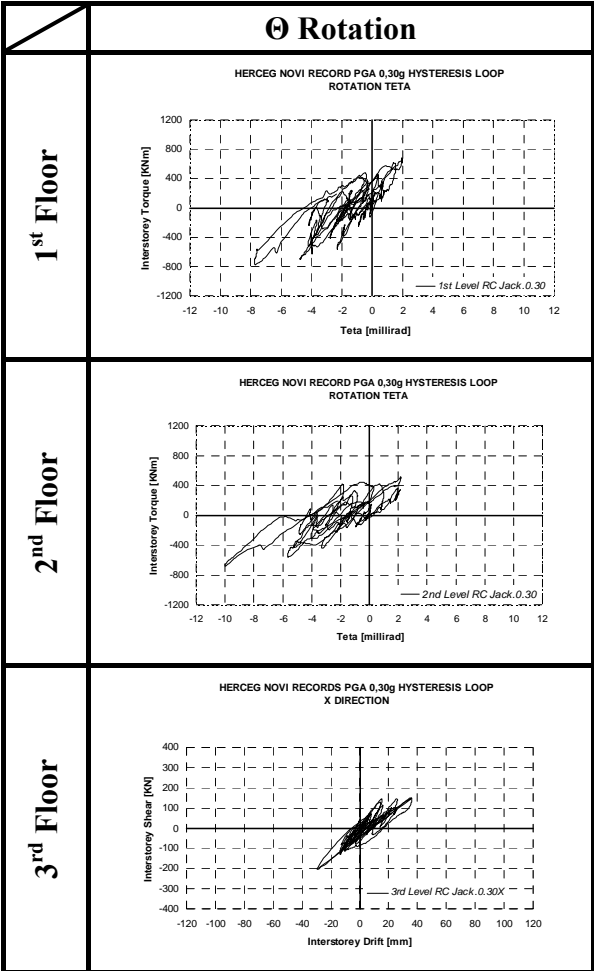 Θ Rotation
1st Floor
HERCEG NOVI RECORD PGA 0,30g HYSTERESIS LOOP
ROTATION TETA
Interstorey Torque [KNm]
1200
800
400
0
-400
-800
-1200
-12 -10 -8 -6 -4 -2 0 2 4 6 8 10 12
Teta [millirad]
1st Level RC Jack.0.30
2nd Floor
HERCEG NOVI RECORD PGA 0,30g HYSTERESIS LOOP
ROTATION TETA
Interstorey Torque [KNm]
1200
800
400
0
-400
-800
-1200
-12 -10 -8 -6 -4 -2 0 2 4 6 8 10 12
Teta [millirad]
2nd Level RC Jack.0.30
3rd Floor
HERCEG NOVI RECORDS PGA 0,30g HYSTERESIS LOOP
X DIRECTION
Interstorey Shear [KN]
400
300
200
100
0
-100
-200
-300
-400
-120 -100 -80 -60 -40 -20 0 20 40 60 80 100 120
Interstorey Drift [mm]
3rd Level RC Jack.0.30X